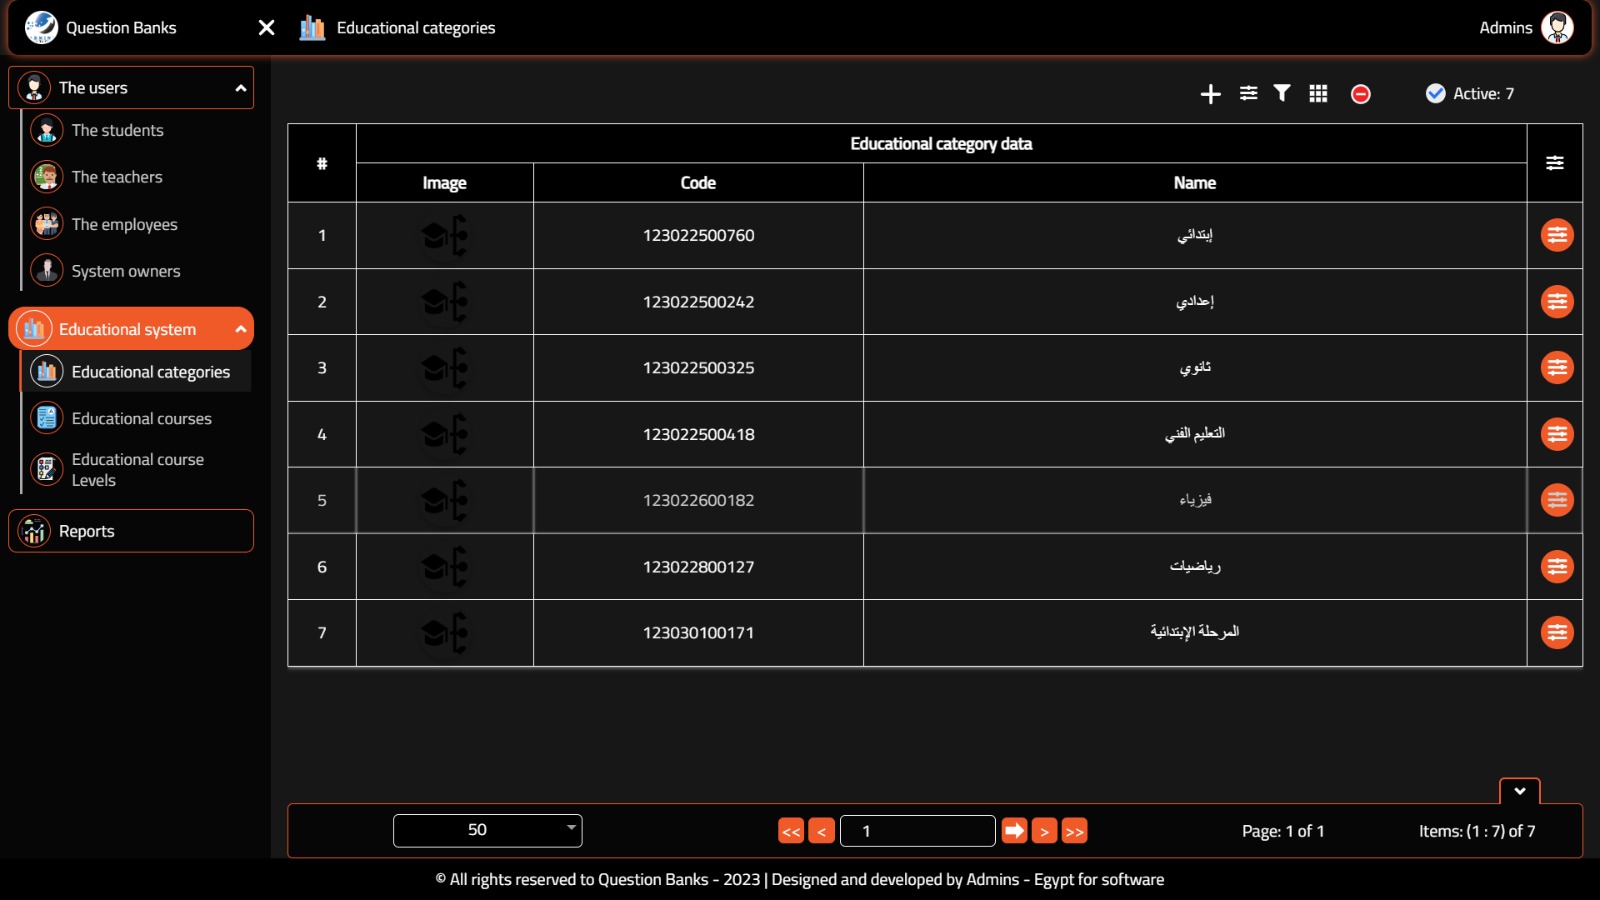 Question Banks
Educational categories
Admins
The users
The students
The teachers
The employees
System owners
Educational system
Educational categories
Educational courses
Educational course
Levels
Reports
Active: 7
# Educational category data
Image Code Name
1 123022500760 إبتدائي
2 123022500242 إعدادي
3 123022500325 ثانوي
4 123022500418 التعليم الفني
5 123022600182 فيزياء
6 123022800127 رياضيات
7 123030100171 المرحلة الإبتدائية
50 << < 1 > >> Page: 1 of 1 Items: (1 : 7) of 7
© All rights reserved to Question Banks - 2023 | Designed and developed by Admins - Egypt for software